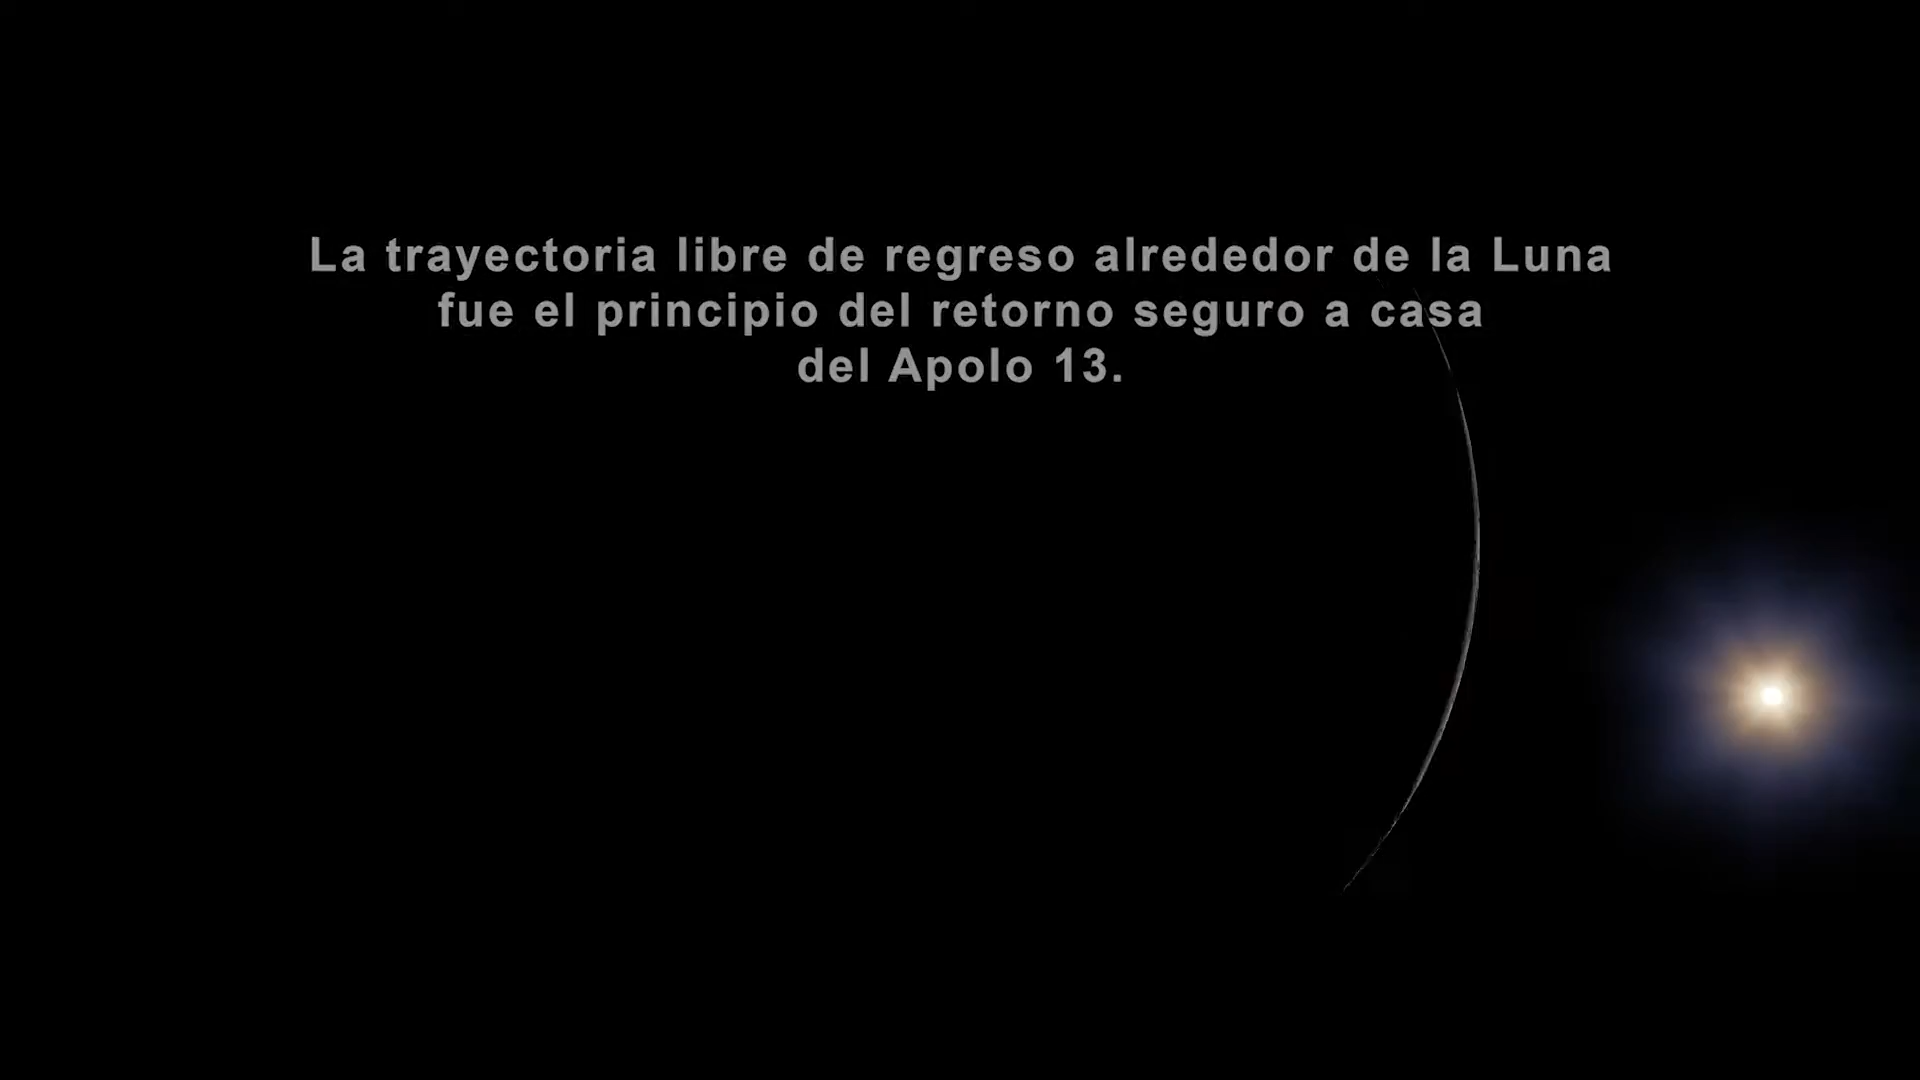 La trayectoria libre de regreso alrededor de la Luna
fue el principio del retorno seguro a casa
del Apolo 13.